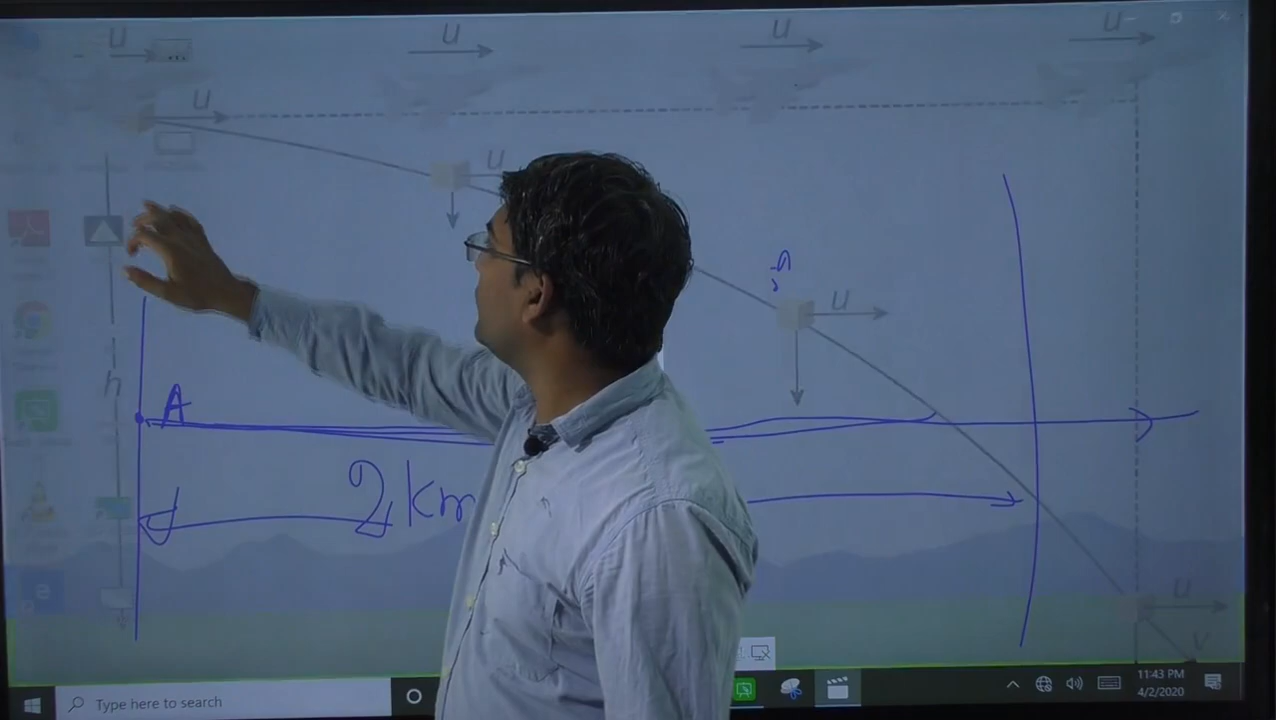 u u u u
u
u
u
h
A
2 km
u
v
Type here to search
11:43 PM
4/2/2020